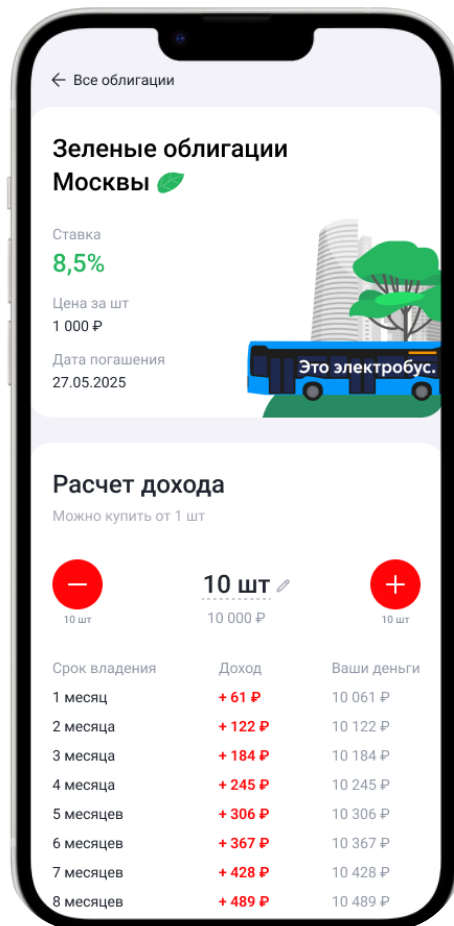 ← Все облигации
Зеленые облигации
Москвы
Ставка
8,5%
Цена за шт
1 000 ₽
Дата погашения
27.05.2025
Это электробус.
Расчет дохода
Можно купить от 1 шт
− 10 шт +
10 шт 10 000 ₽ 10 шт
Срок владения Доход Ваши деньги
1 месяц + 61 ₽ 10 061 ₽
2 месяца + 122 ₽ 10 122 ₽
3 месяца + 184 ₽ 10 184 ₽
4 месяца + 245 ₽ 10 245 ₽
5 месяцев + 306 ₽ 10 306 ₽
6 месяцев + 367 ₽ 10 367 ₽
7 месяцев + 428 ₽ 10 428 ₽
8 месяцев + 489 ₽ 10 489 ₽